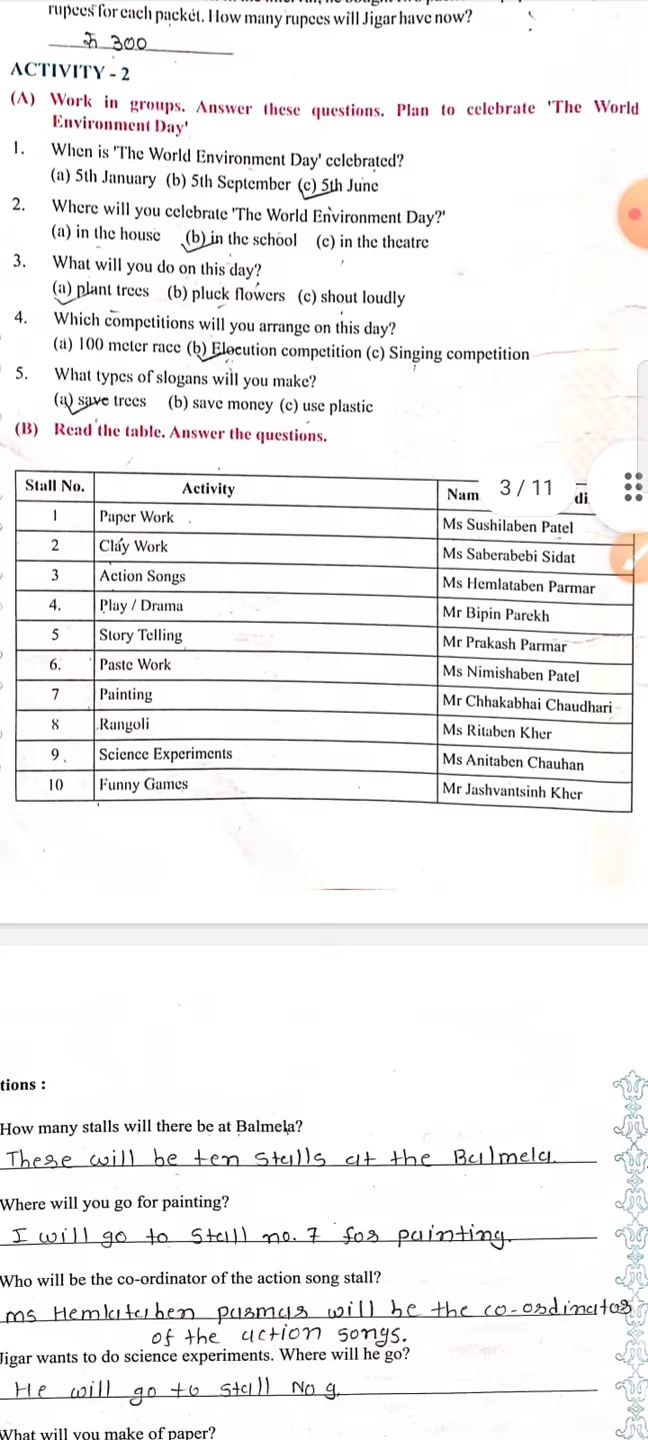 rupees for each packet. How many rupees will Jigar have now?
300
ACTIVITY - 2
(A) Work in groups. Answer these questions. Plan to celebrate 'The World
Environment Day'
1. When is 'The World Environment Day' celebrated?
(a) 5th January (b) 5th September (c) 5th June
2. Where will you celebrate 'The World Environment Day?'
(a) in the house (b) in the school (c) in the theatre
3. What will you do on this day?
(a) plant trees (b) pluck flowers (c) shout loudly
4. Which competitions will you arrange on this day?
(a) 100 meter race (b) Elocution competition (c) Singing competition
5. What types of slogans will you make?
(a) save trees (b) save money (c) use plastic
(B) Read the table. Answer the questions.
Stall No. Activity Nam 3 / 11 di
1 Paper Work Ms Sushilaben Patel
2 Clay Work Ms Saberabebi Sidat
3 Action Songs Ms Hemlataben Parmar
4. Play / Drama Mr Bipin Parekh
5 Story Telling Mr Prakash Parmar
6. Paste Work Ms Nimishaben Patel
7 Painting Mr Chhakabhai Chaudhari
8 Rangoli Ms Ritaben Kher
9 Science Experiments Ms Anitaben Chauhan
10 Funny Games Mr Jashvantsinh Kher
tions :
How many stalls will there be at Balmela?
There will be ten stalls at the Balmela.
Where will you go for painting?
I will go to Stall no. 7 for painting.
Who will be the co-ordinator of the action song stall?
ms Hemlataben parmar will be the co-ordinator
of the action songs.
Jigar wants to do science experiments. Where will he go?
He will go to stall No 9.
What will you make of paper?